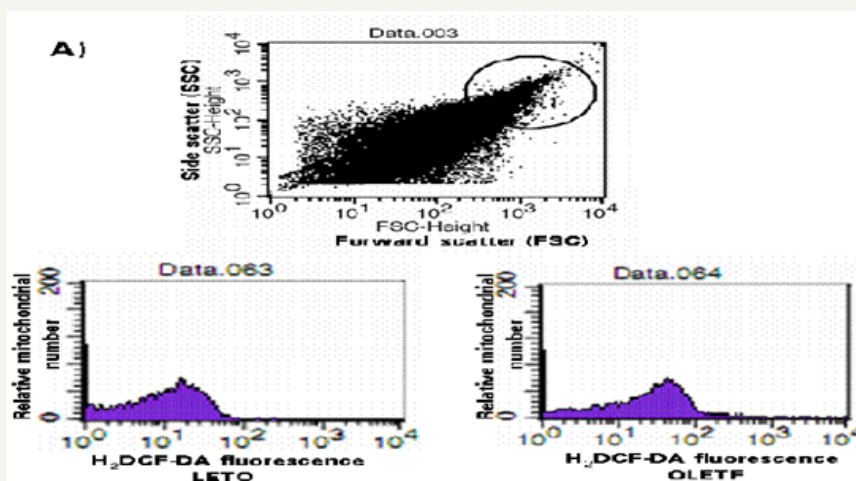 A)
Data.003
Side scatter (SSC)
SSC-Height
10^4
10^3
10^2
10^1
10^0
10^0 10^1 10^2 10^3 10^4
FSC-Height
Forward scatter (FSC)
Data.063
Relative mitochondrial
number
200
0
10^0 10^1 10^2 10^3 10^4
H₂DCF-DA fluorescence
LETO
Data.064
Relative mitochondrial
number
200
0
10^0 10^1 10^2 10^3 10^4
H₂DCF-DA fluorescence
OLETF